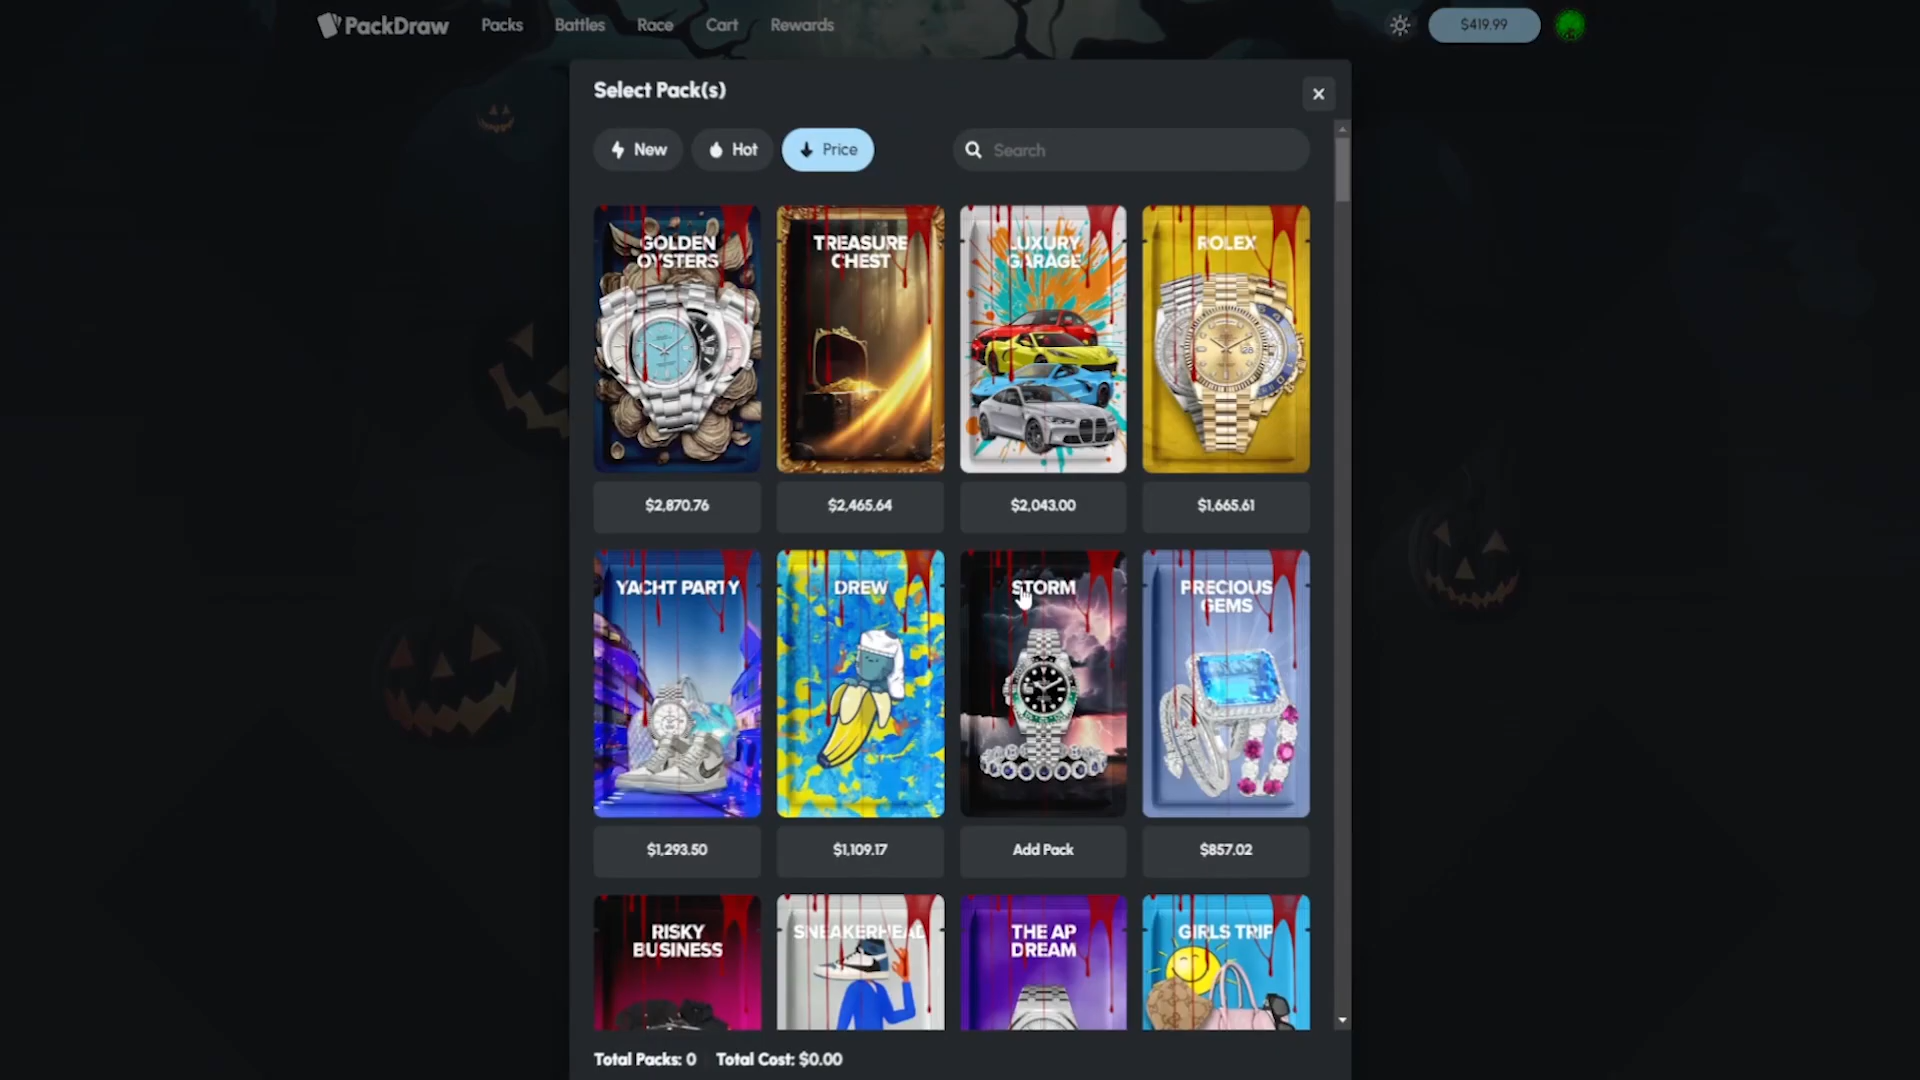 PackDraw
Packs
Battles
Race
Cart
Rewards
$419.99
Select Pack(s)
New
Hot
Price
Search
GOLDEN
OYSTERS
TREASURE
CHEST
LUXURY
GARAGE
ROLEX
$2,870.76
$2,465.64
$2,043.00
$1,665.61
YACHT PARTY
DREW
STORM
PRECIOUS
GEMS
$1,293.50
$1,109.17
Add Pack
$857.02
RISKY
BUSINESS
SNEAKERHEAD
THE AP
DREAM
GIRLS TRIP
Total Packs: 0
Total Cost: $0.00